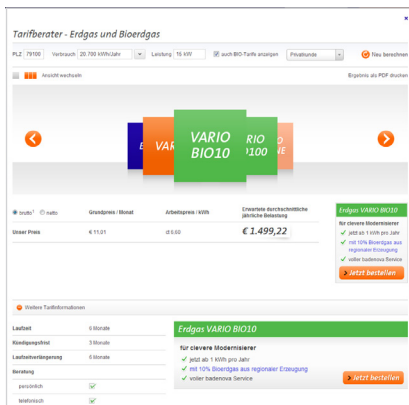 ×
Tarifberater - Erdgas und Bioerdgas
PLZ 79100 Verbrauch 20.700 kWh/Jahr Leistung 15 kW auch BIO-Tarife anzeigen Privatkunde Neu berechnen
Ansicht wechseln Ergebnis als PDF drucken
VARIO
BIO10
brutto¹ netto Grundpreis / Monat Arbeitspreis / kWh Erwartete durchschnittliche jährliche Belastung
Unser Preis € 11,01 € 1.499,22
Erdgas VARIO BIO10
für clevere Modernisierer
jetzt ab 1 kWh pro Jahr
mit 10% Bioerdgas aus
regionaler Erzeugung
voller badenova Service
Jetzt bestellen
Weitere Tarifinformationen
Laufzeit 6 Monate
Kündigungsfrist 3 Monate
Laufzeitverlängerung 6 Monate
Beratung
persönlich
telefonisch
Erdgas VARIO BIO10
für clevere Modernisierer
jetzt ab 1 kWh pro Jahr
mit 10% Bioerdgas aus regionaler Erzeugung
voller badenova Service
Jetzt bestellen